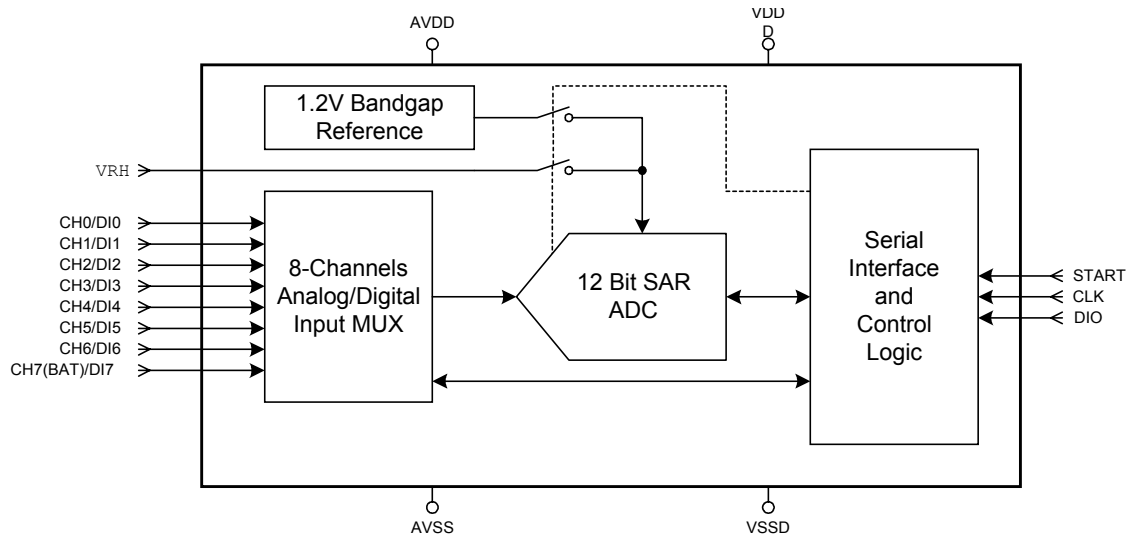 AVDD
VDD
D
1.2V Bandgap
Reference
VRH
CH0/DI0
CH1/DI1
CH2/DI2
CH3/DI3
CH4/DI4
CH5/DI5
CH6/DI6
CH7(BAT)/DI7
8-Channels
Analog/Digital
Input MUX
12 Bit SAR
ADC
Serial
Interface
and
Control
Logic
START
CLK
DIO
AVSS
VSSD